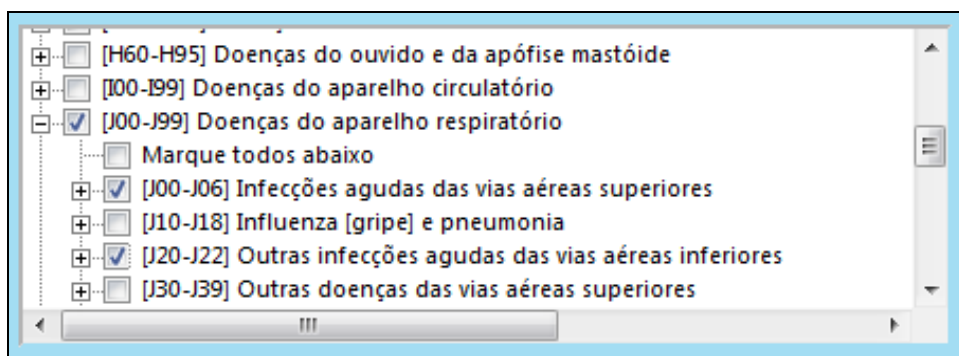 [H60-H95] Doenças do ouvido e da apófise mastóide
[I00-I99] Doenças do aparelho circulatório
[J00-J99] Doenças do aparelho respiratório
Marque todos abaixo
[J00-J06] Infecções agudas das vias aéreas superiores
[J10-J18] Influenza [gripe] e pneumonia
[J20-J22] Outras infecções agudas das vias aéreas inferiores
[J30-J39] Outras doenças das vias aéreas superiores